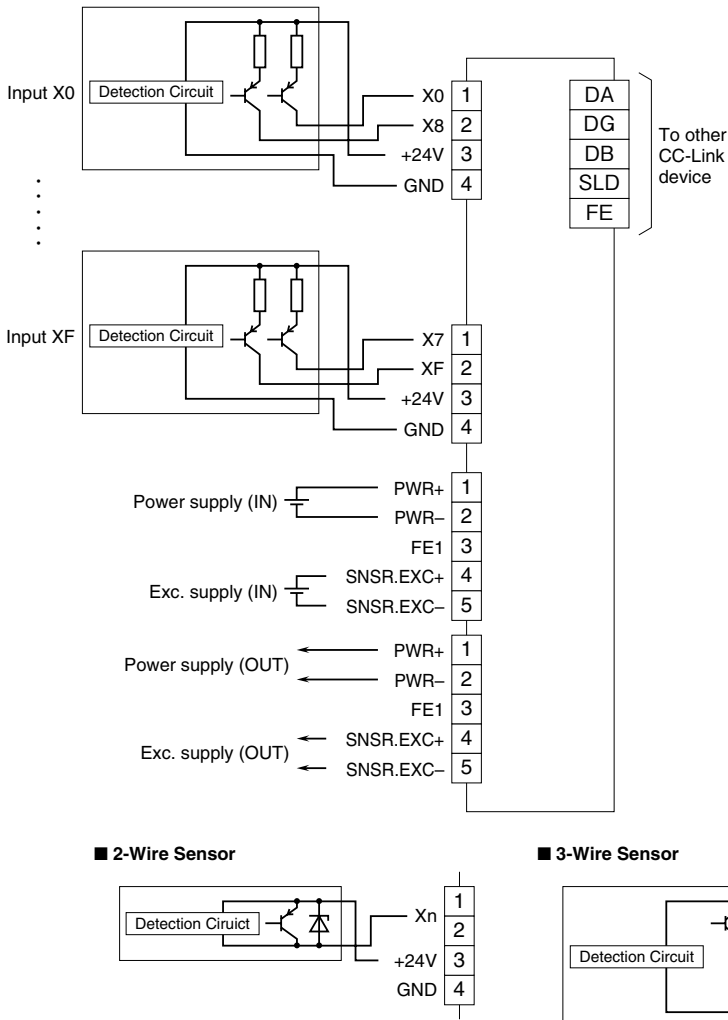 Input X0
Detection Circuit
X0 1
X8 2
+24V 3
GND 4
DA
DG
DB
SLD
FE
To other
CC-Link
device
Input XF
Detection Circuit
X7 1
XF 2
+24V 3
GND 4
Power supply (IN)
PWR+ 1
PWR– 2
FE1 3
Exc. supply (IN)
SNSR.EXC+ 4
SNSR.EXC– 5
Power supply (OUT)
PWR+ 1
PWR– 2
FE1 3
Exc. supply (OUT)
SNSR.EXC+ 4
SNSR.EXC– 5
■ 2-Wire Sensor
Detection Ciruict
Xn
1
2
+24V 3
GND 4
■ 3-Wire Sensor
Detection Circuit